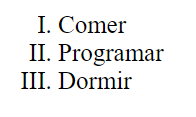 I. Comer
II. Programar
III. Dormir